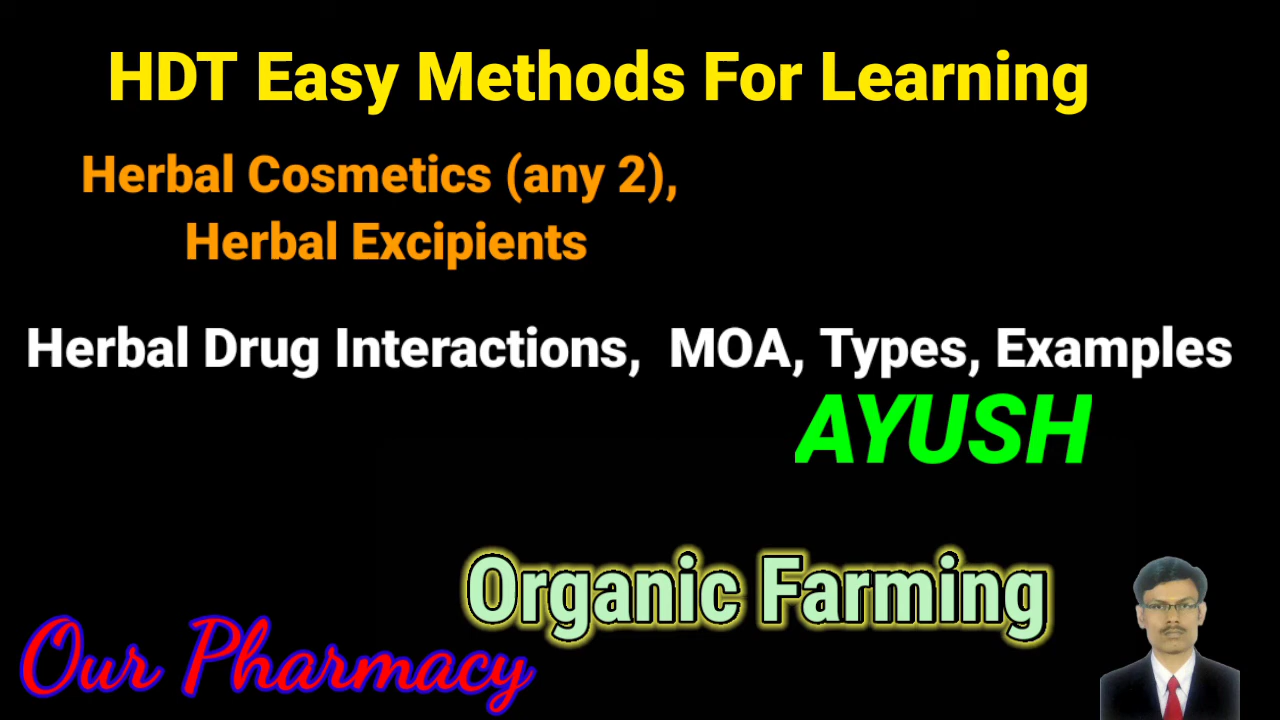 HDT Easy Methods For Learning
Herbal Cosmetics (any 2),
Herbal Excipients
Herbal Drug Interactions, MOA, Types, Examples
AYUSH
Organic Farming
Our Pharmacy